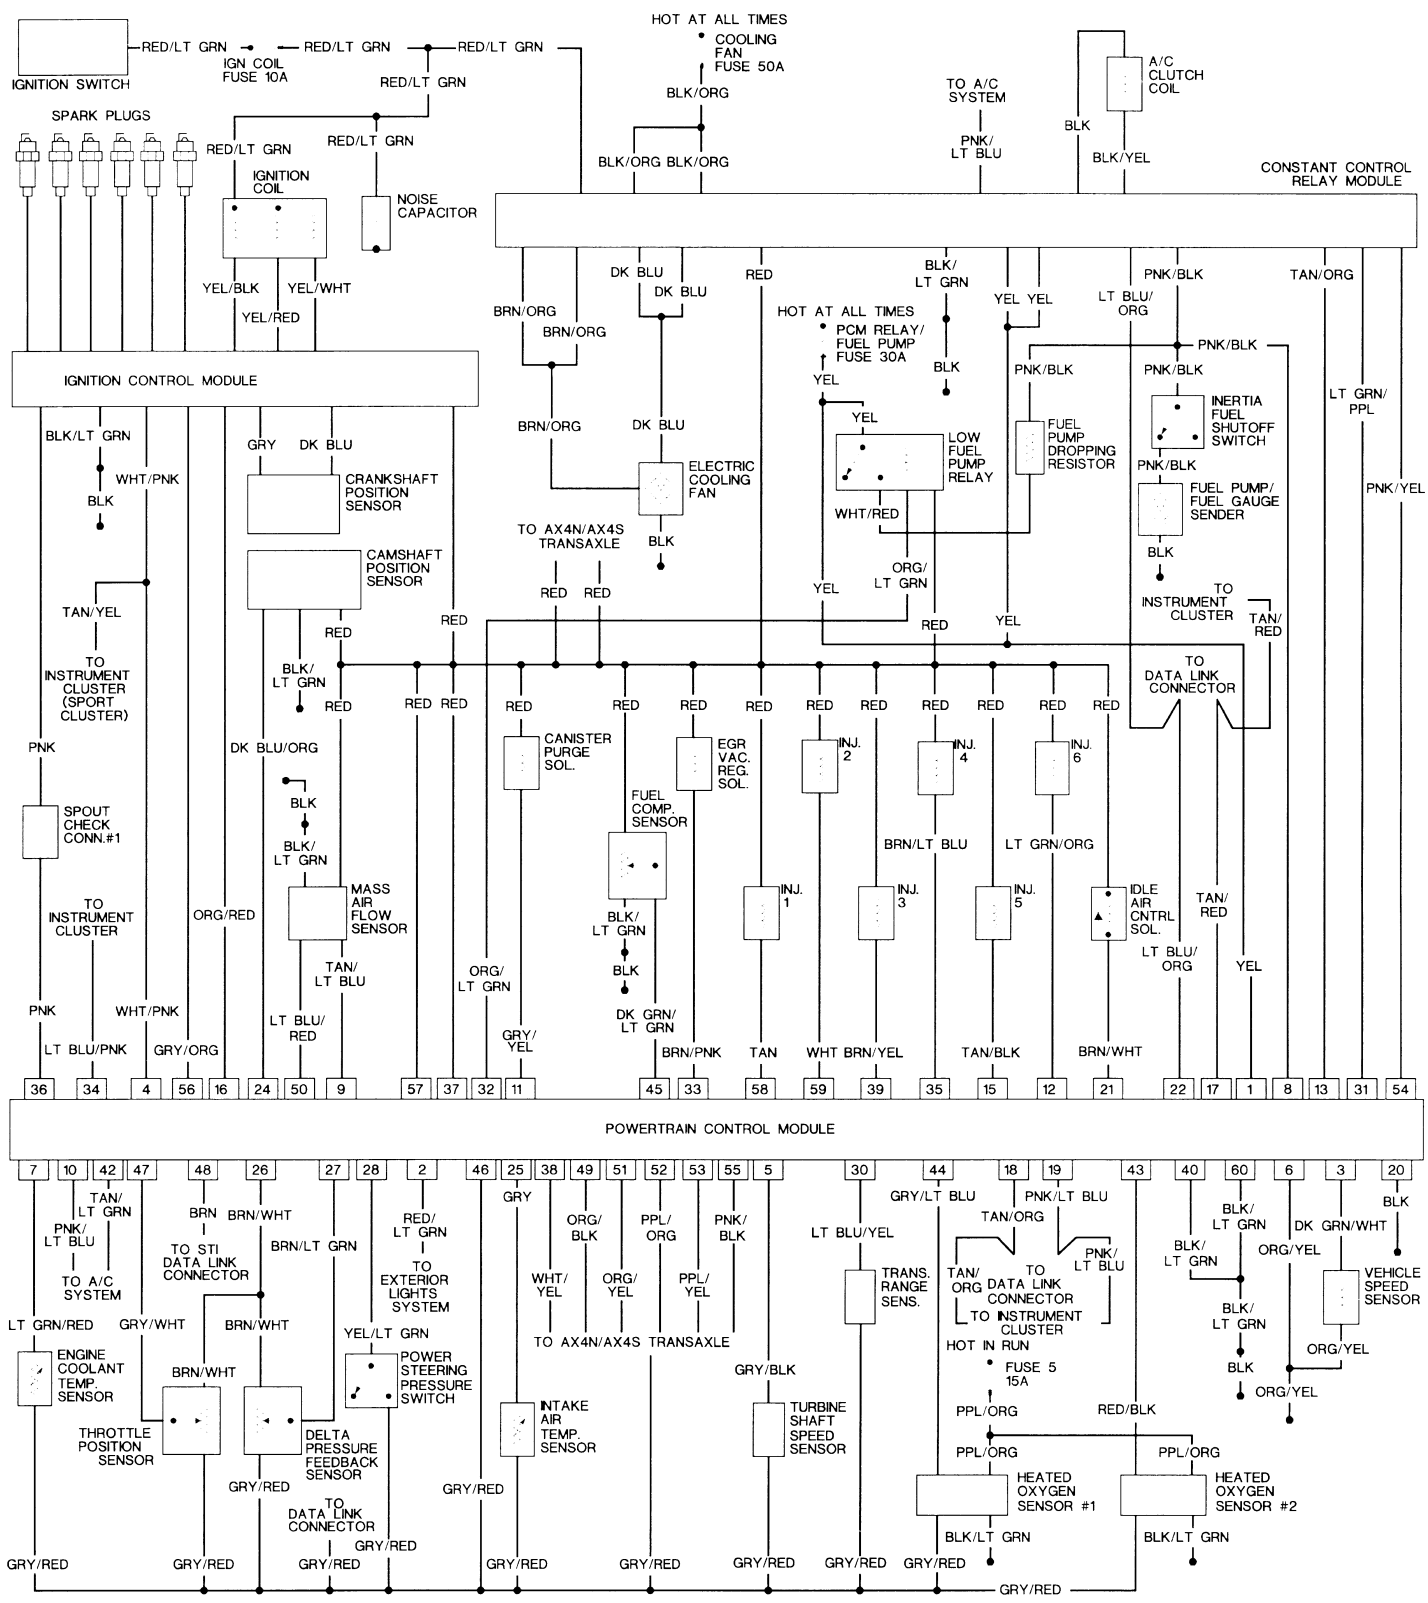 HOT AT ALL TIMES
COOLING
FAN
FUSE 50A
RED/LT GRN
RED/LT GRN
RED/LT GRN
IGN COIL
FUSE 10A
IGNITION SWITCH
RED/LT GRN
BLK/ORG
TO A/C
SYSTEM
A/C
CLUTCH
COIL
SPARK PLUGS
RED/LT GRN
RED/LT GRN
BLK/ORG BLK/ORG
PNK/
LT BLU
BLK
BLK/YEL
IGNITION
COIL
NOISE
CAPACITOR
CONSTANT CONTROL
RELAY MODULE
YEL/BLK
YEL/RED
YEL/WHT
BRN/ORG
BRN/ORG
DK BLU
DK BLU
RED
BLK/
LT GRN
YEL YEL
LT BLU/
ORG
PNK/BLK
TAN/ORG
HOT AT ALL TIMES
PCM RELAY/
FUEL PUMP
FUSE 30A
YEL
BLK
PNK/BLK
PNK/BLK
PNK/BLK
LT GRN/
PPL
IGNITION CONTROL MODULE
BLK/LT GRN
BLK
WHT/PNK
GRY
DK BLU
CRANKSHAFT
POSITION
SENSOR
BRN/ORG
DK BLU
ELECTRIC
COOLING
FAN
YEL
LOW
FUEL
PUMP
RELAY
FUEL
PUMP
DROPPING
RESISTOR
INERTIA
FUEL
SHUTOFF
SWITCH
PNK/BLK
FUEL PUMP/
FUEL GAUGE
SENDER
PNK/YEL
WHT/RED
TO AX4N/AX4S
TRANSAXLE
BLK
BLK
CAMSHAFT
POSITION
SENSOR
RED RED
ORG/
LT GRN
YEL
TO
INSTRUMENT
CLUSTER
TAN/
RED
TAN/YEL
RED
RED
RED
YEL
TO
INSTRUMENT
CLUSTER
(SPORT
CLUSTER)
BLK/
LT GRN
TO
DATA LINK
CONNECTOR
RED
RED RED
RED
RED
RED
RED
RED
RED
RED
RED
RED
RED
PNK
DK BLU/ORG
CANISTER
PURGE
SOL.
EGR
VAC.
REG.
SOL.
INJ.
2
INJ.
4
INJ.
6
BLK
SPOUT
CHECK
CONN.#1
FUEL
COMP.
SENSOR
BLK/
LT GRN
BRN/LT BLU
LT GRN/ORG
MASS
AIR
FLOW
SENSOR
INJ.
1
INJ.
3
INJ.
5
IDLE
AIR
CNTRL
SOL.
TO
INSTRUMENT
CLUSTER
ORG/RED
BLK/
LT GRN
TAN/
RED
TAN/
LT BLU
ORG/
LT GRN
BLK
LT BLU/
ORG
YEL
PNK
WHT/PNK
LT BLU/
RED
GRY/
YEL
DK GRN/
LT GRN
LT BLU/PNK
GRY/ORG
BRN/PNK
TAN
WHT
BRN/YEL
TAN/BLK
BRN/WHT
36 34 4 56 16 24 50 9 57 37 32 11 45 33 58 59 39 35 15 12 21 22 17 1 8 13 31 54
POWERTRAIN CONTROL MODULE
7 10 42 47 48 26 27 28 2 46 25 38 49 51 52 53 55 5 30 44 18 19 43 40 60 6 3 20
TAN/
LT GRN
PNK/
LT BLU
BRN
BRN/WHT
BRN/LT GRN
RED/
LT GRN
GRY
ORG/
BLK
PPL/
ORG
PNK/
BLK
LT BLU/YEL
GRY/LT BLU
TAN/ORG
PNK/LT BLU
BLK/
LT GRN
BLK/
LT GRN
ORG/YEL
DK GRN/WHT
BLK
TO A/C
SYSTEM
TO STI
DATA LINK
CONNECTOR
TO
EXTERIOR
LIGHTS
SYSTEM
WHT/
YEL
ORG/
YEL
PPL/
YEL
TRANS.
RANGE
SENS.
TAN/
ORG
TO
DATA LINK
CONNECTOR
PNK/
LT BLU
TO INSTRUMENT
CLUSTER
VEHICLE
SPEED
SENSOR
BLK/
LT GRN
LT GRN/RED
GRY/WHT
BRN/WHT
YEL/LT GRN
TO AX4N/AX4S TRANSAXLE
HOT IN RUN
FUSE 5
15A
BLK
ORG/YEL
ENGINE
COOLANT
TEMP.
SENSOR
BRN/WHT
POWER
STEERING
PRESSURE
SWITCH
GRY/BLK
ORG/YEL
THROTTLE
POSITION
SENSOR
DELTA
PRESSURE
FEEDBACK
SENSOR
INTAKE
AIR
TEMP.
SENSOR
TURBINE
SHAFT
SPEED
SENSOR
PPL/ORG
RED/BLK
PPL/ORG
PPL/ORG
GRY/RED
GRY/RED
HEATED
OXYGEN
SENSOR #1
HEATED
OXYGEN
SENSOR #2
TO
DATA LINK
CONNECTOR
GRY/RED
BLK/LT GRN
BLK/LT GRN
GRY/RED
GRY/RED
GRY/RED
GRY/RED
GRY/RED
GRY/RED
GRY/RED
GRY/RED
GRY/RED